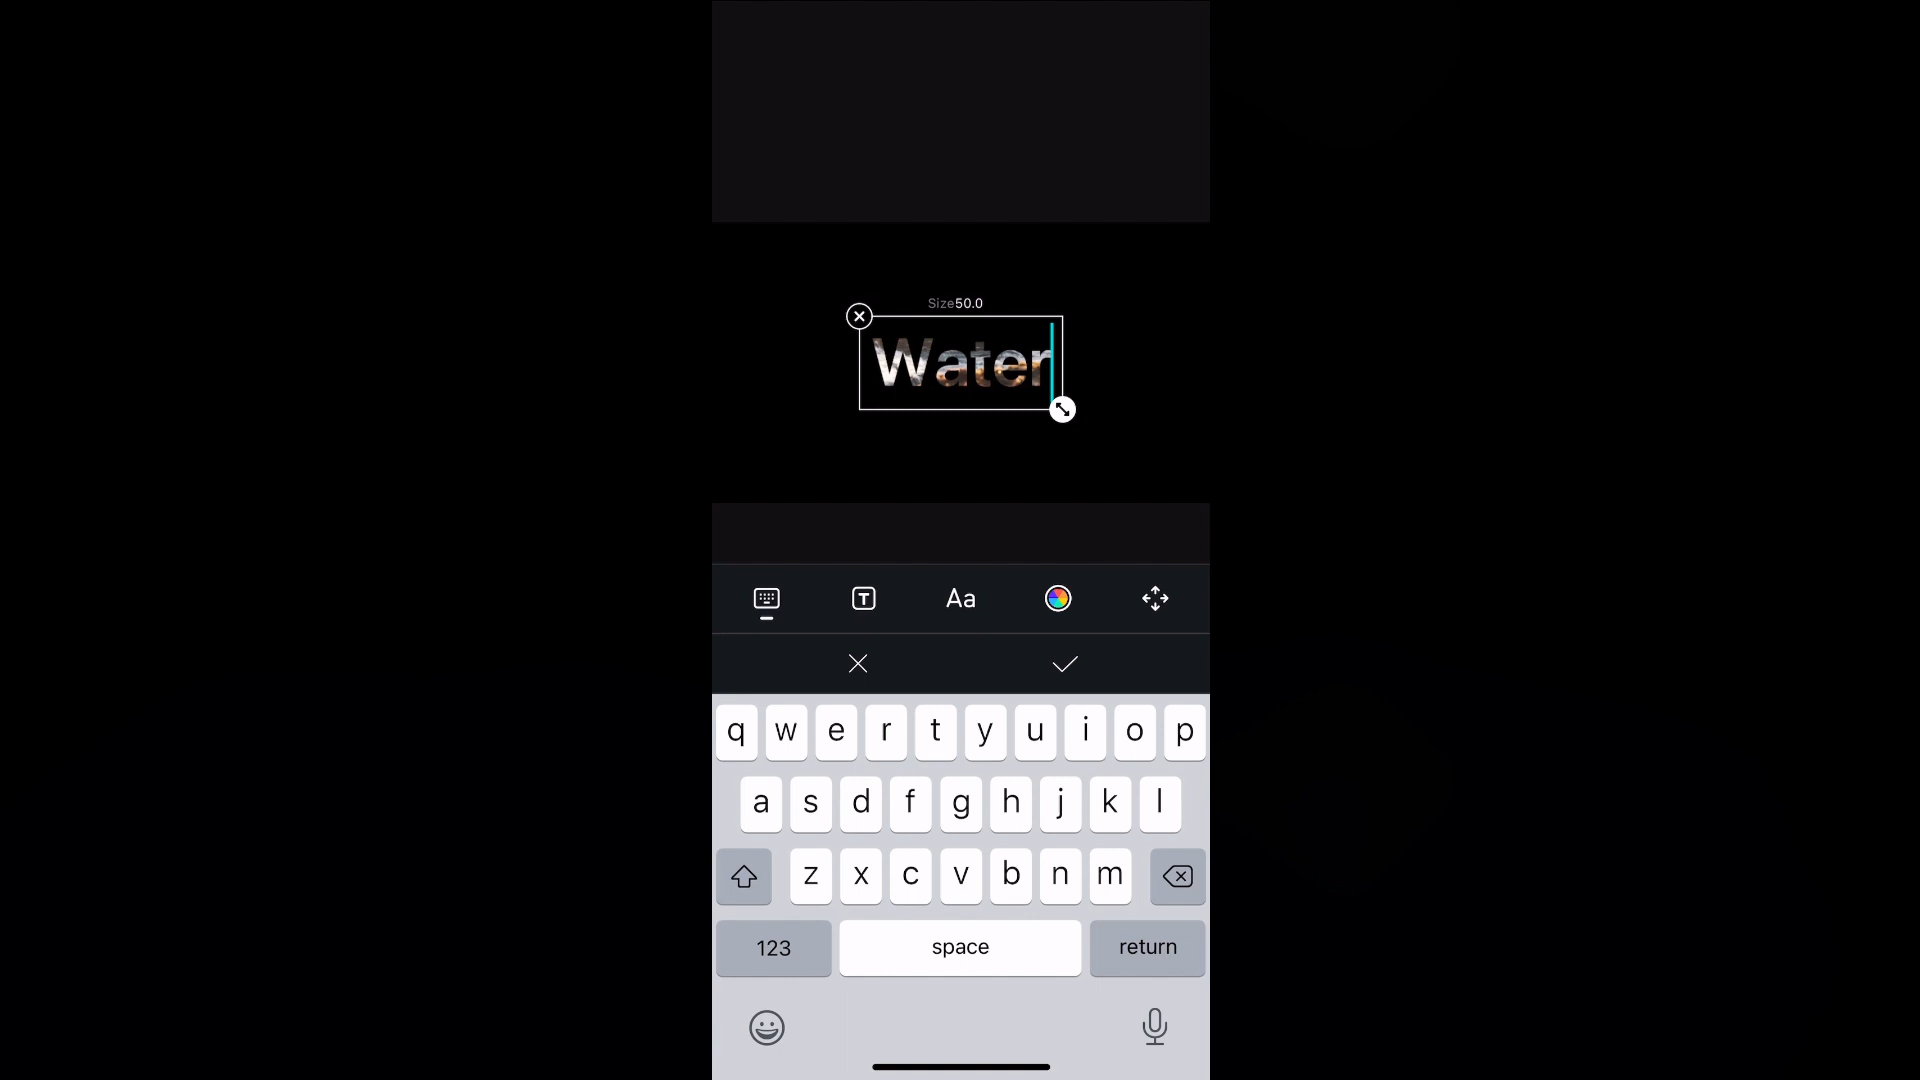 Size50.0
Water
T
Aa
q w e r t y u i o p
a s d f g h j k l
z x c v b n m
123 space return